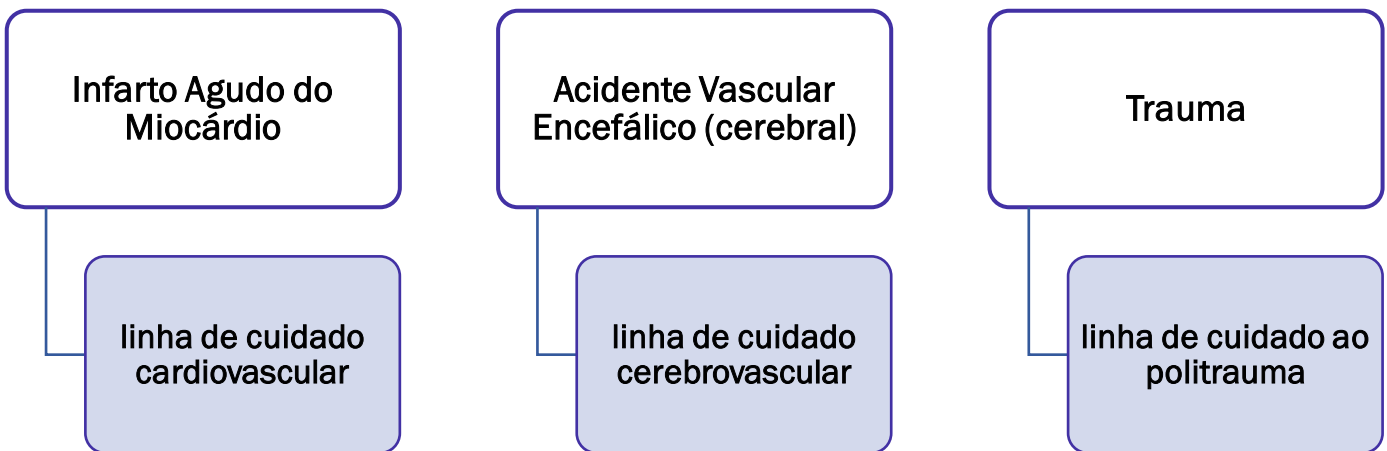 Infarto Agudo do
Miocárdio
linha de cuidado
cardiovascular
Acidente Vascular
Encefálico (cerebral)
linha de cuidado
cerebrovascular
Trauma
linha de cuidado ao
politrauma